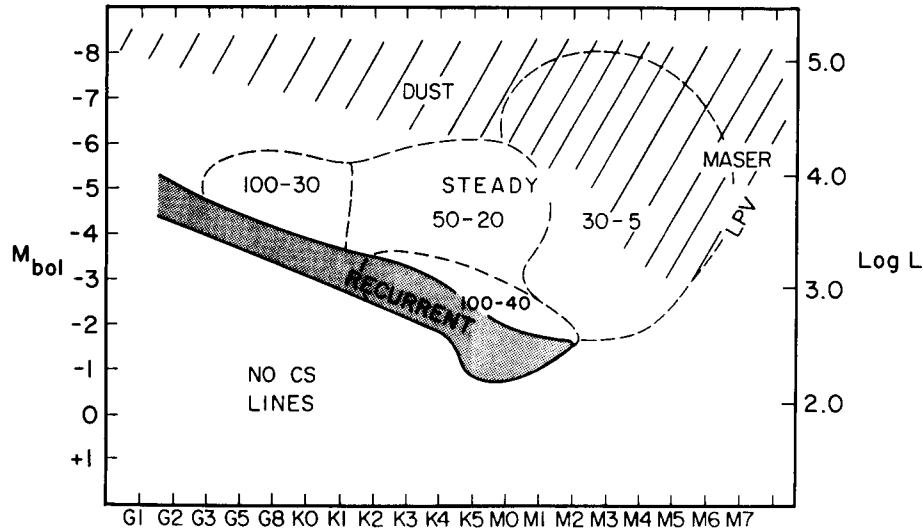 -8
-7
-6
-5
-4
M bol
-3
-2
-1
0
+1
5.0
4.0
Log L
3.0
2.0
DUST
MASER
100-30
STEADY
50-20
30-5
LPV
RECURRENT
100-40
NO CS
LINES
G1 G2 G3 G5 G8 K0 K1 K2 K3 K4 K5 M0 M1 M2 M3 M4 M5 M6 M7